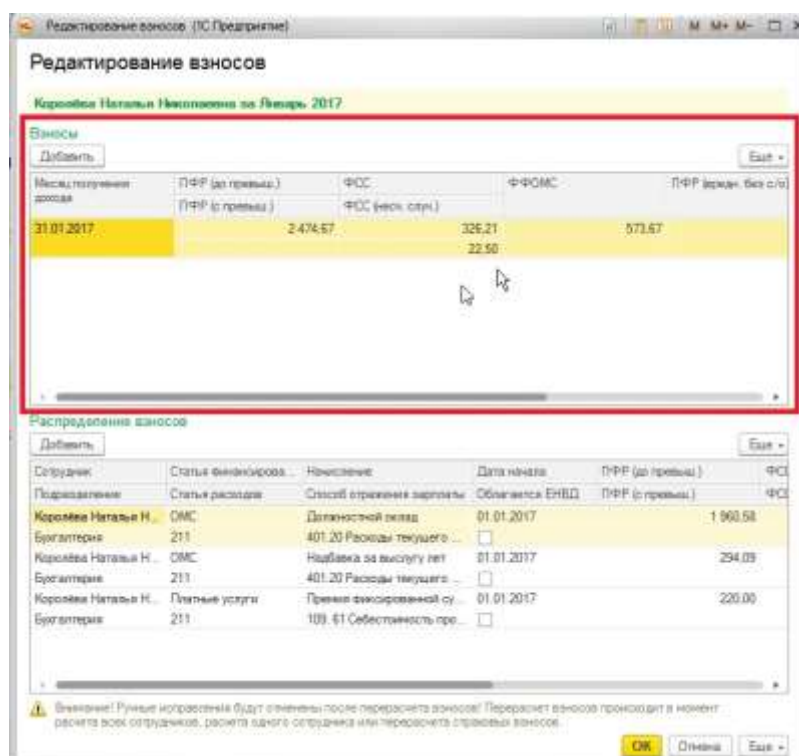 Редактирование взносов (1С:Предприятие)
M M+ M-
Редактирование взносов
Королёва Наталья Николаевна за Январь 2017
Взносы
Добавить
Еще
Месяц получения дохода
ПФР (до превыш.)
ФСС
ФФОМС
ПФР (вредн. без с/о)
ПФР (с превыш.)
ФСС (несч. случ.)
31.01.2017 2 474,67 326,21 573,67
22,50
Распределение взносов
Добавить
Еще
Сотрудник Статья финансирова... Начисление Дата начала ПФР (до превыш.) ФСС
Подразделение Статья расходов Способ отражения зарплаты Облагается ЕНВД ПФР (с превыш.) ФСС
Королёва Наталья Н... ОМС Должностной оклад 01.01.2017 1 960,58
Бухгалтерия 211 401.20 Расходы текущего ...
Королёва Наталья Н... ОМС Надбавка за выслугу лет 01.01.2017 294,09
Бухгалтерия 211 401.20 Расходы текущего ...
Королёва Наталья Н... Платные услуги Премия фиксированной су... 01.01.2017 220,00
Бухгалтерия 211 109. 61 Себестоимость про...
Внимание! Ручные исправления будут отменены после перерасчета взносов! Перерасчет взносов происходит в момент
расчета всех сотрудников, расчета одного сотрудника или перерасчета страховых взносов.
OK Отмена Еще